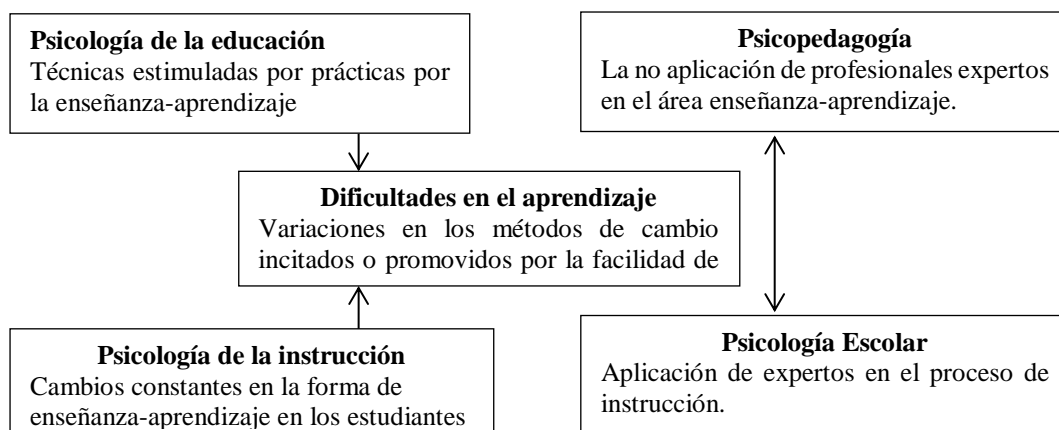 Psicología de la educación
Técnicas estimuladas por prácticas por
la enseñanza-aprendizaje
Psicopedagogía
La no aplicación de profesionales expertos
en el área enseñanza-aprendizaje.
Dificultades en el aprendizaje
Variaciones en los métodos de cambio
incitados o promovidos por la facilidad de
Psicología de la instrucción
Cambios constantes en la forma de
enseñanza-aprendizaje en los estudiantes
Psicología Escolar
Aplicación de expertos en el proceso de
instrucción.